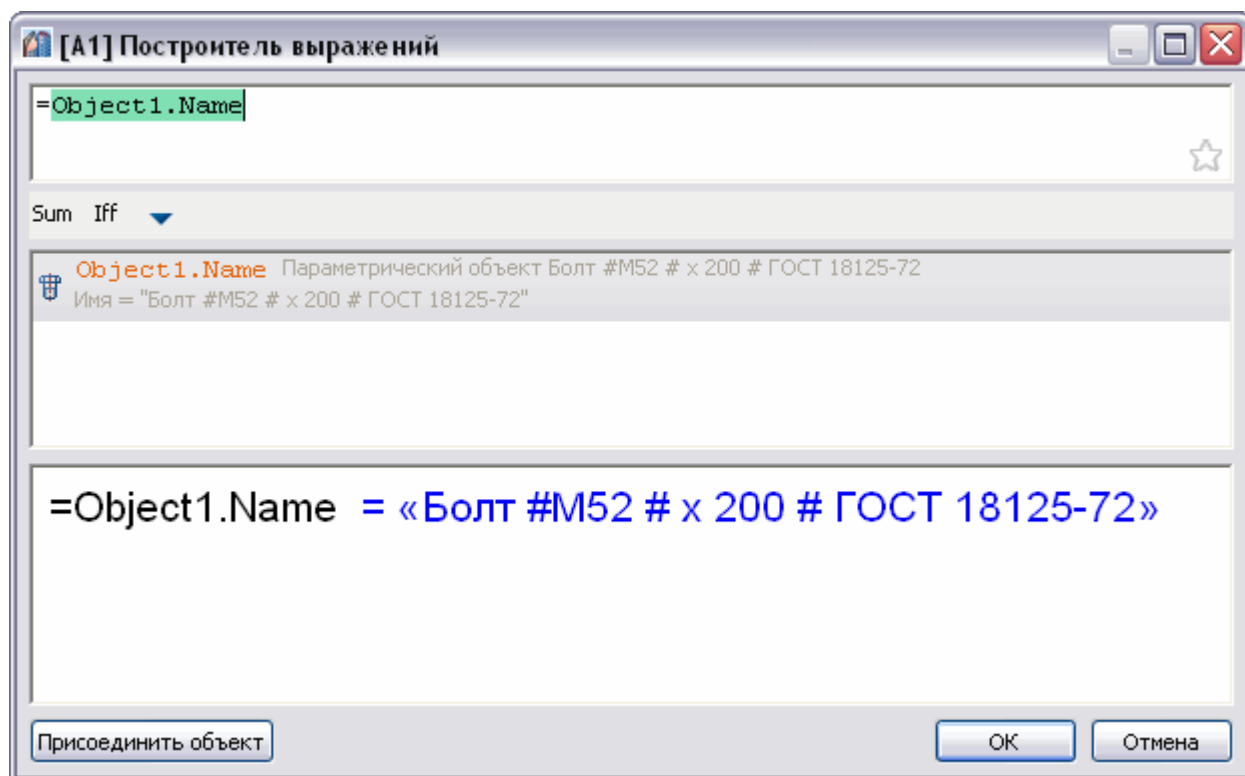 [A1] Построитель выражений
=Object1.Name
Sum Iff
Object1.Name Параметрический объект Болт #М52 # x 200 # ГОСТ 18125-72
Имя = "Болт #М52 # x 200 # ГОСТ 18125-72"
=Object1.Name = «Болт #М52 # x 200 # ГОСТ 18125-72»
Присоединить объект ОК Отмена